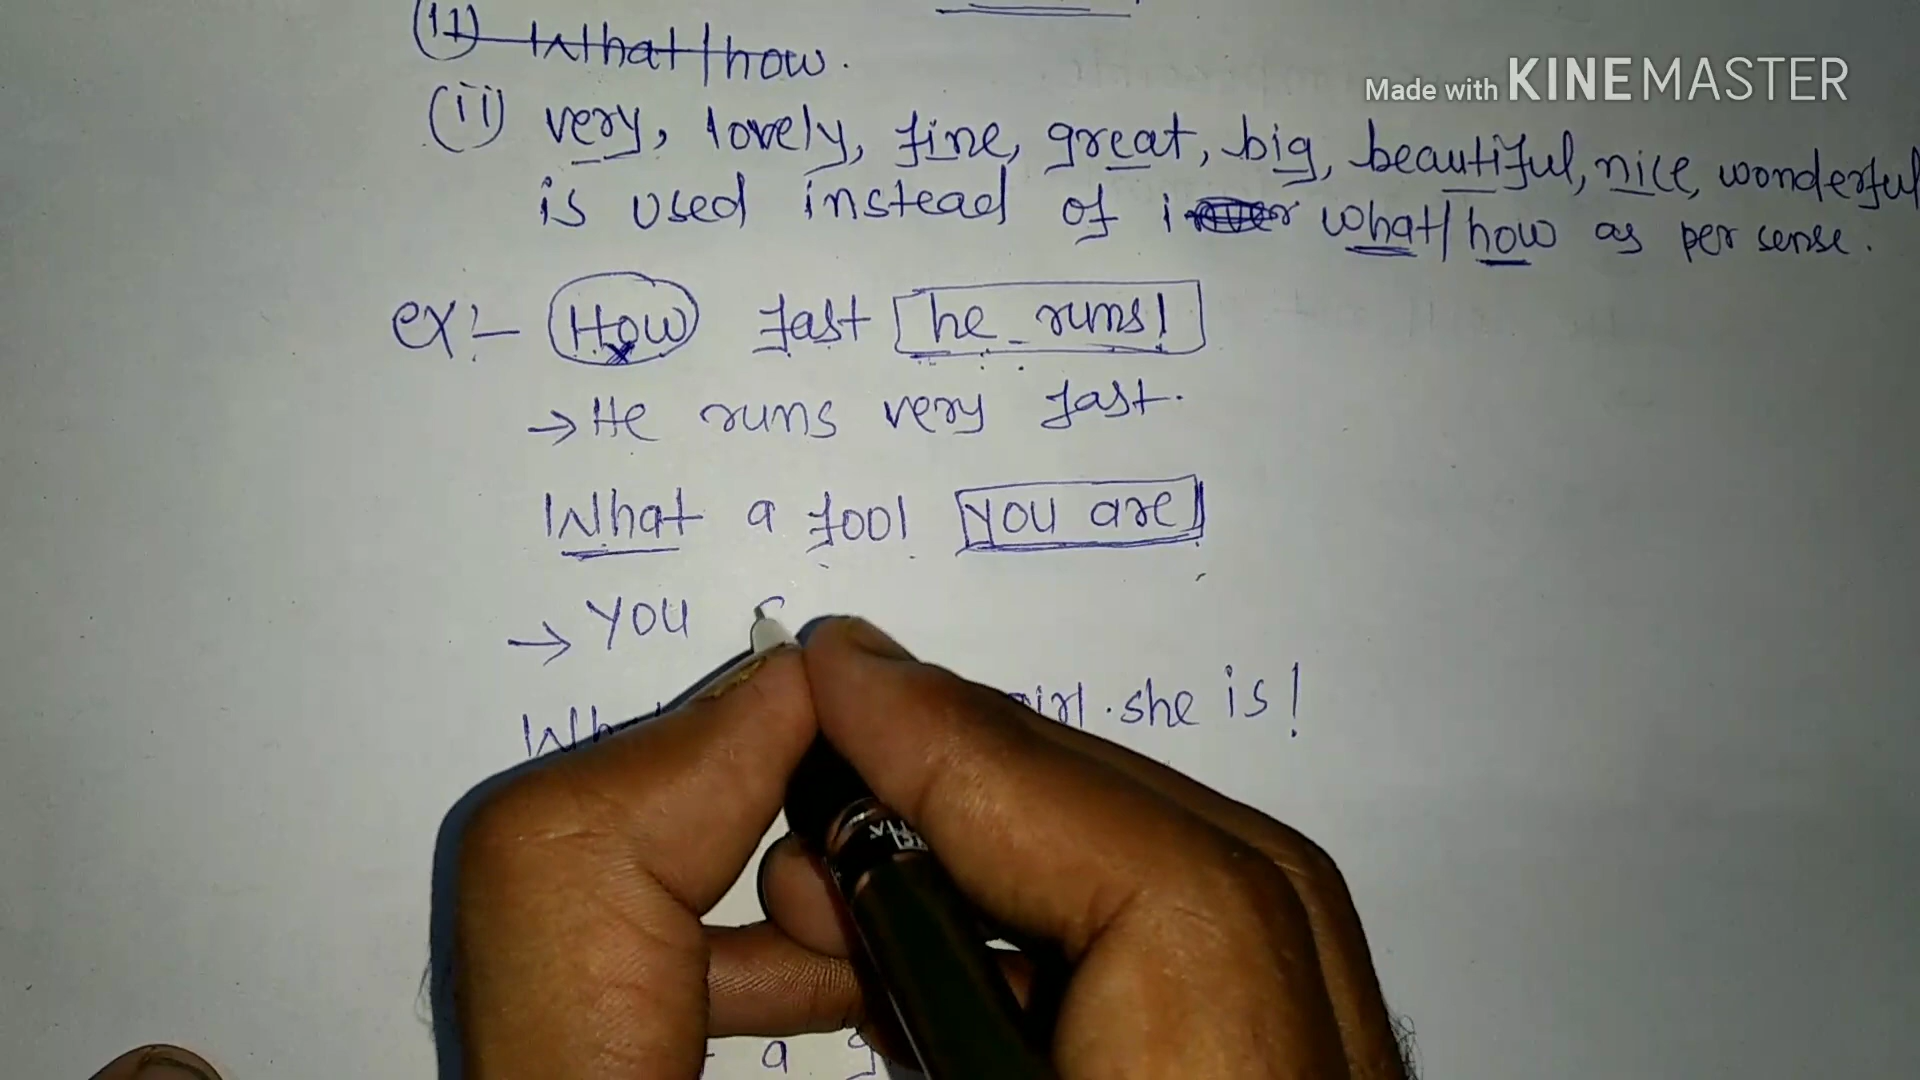 (ii) What/how.
Made with KINEMASTER
(ii) very, lovely, fine, great, big, beautiful, nice, wonderful
is used instead of what/how as per sense.
ex:- How fast he runs!
→ He runs very fast.
What a fool you are!
→ You
girl. she is!
a